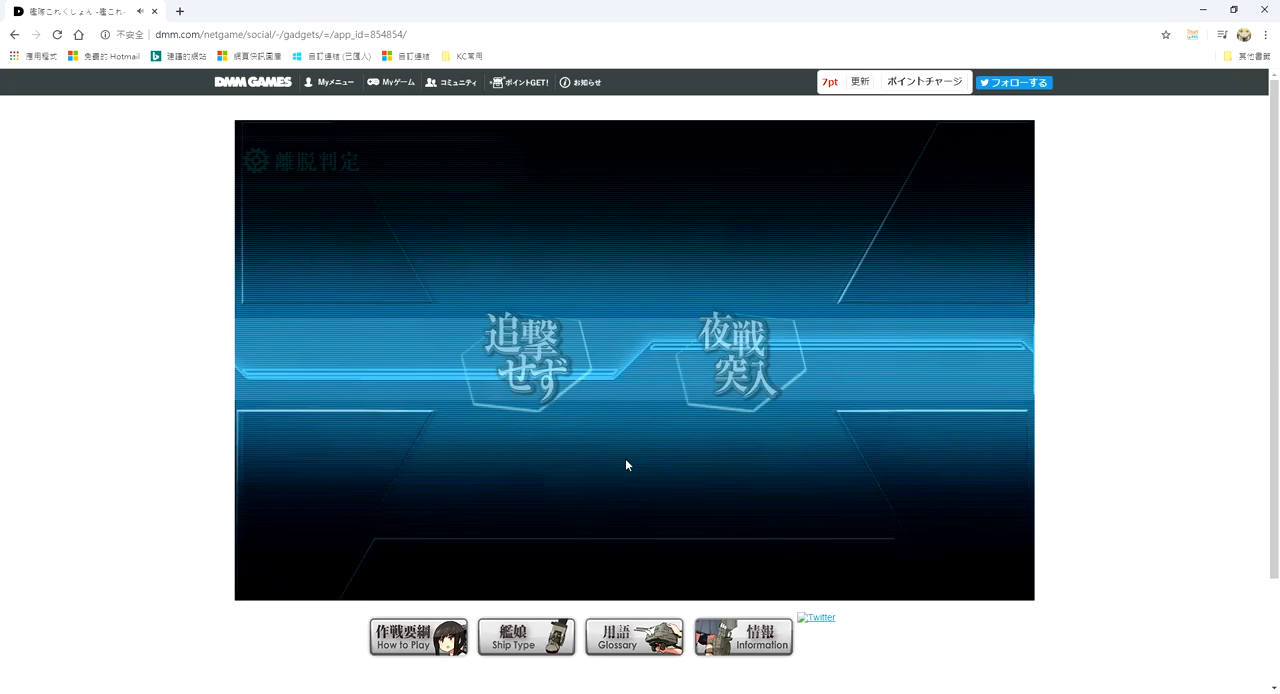 艦隊これくしょん -艦これ-
不安全 dmm.com/netgame/social/-/gadgets/=/app_id=854854/
應用程式 免費的 Hotmail 建議的網站 網頁快訊圖庫 自訂連結 (已匯入) 自訂連結 KC常用 其他書籤
DMM GAMES Myメニュー Myゲーム コミュニティ ポイントGET! お知らせ 7pt 更新 ポイントチャージ フォローする
離脱判定
追撃
せず
夜戦
突入
作戦要綱
How to Play
艦娘
Ship Type
用語
Glossary
情報
Information
Twitter